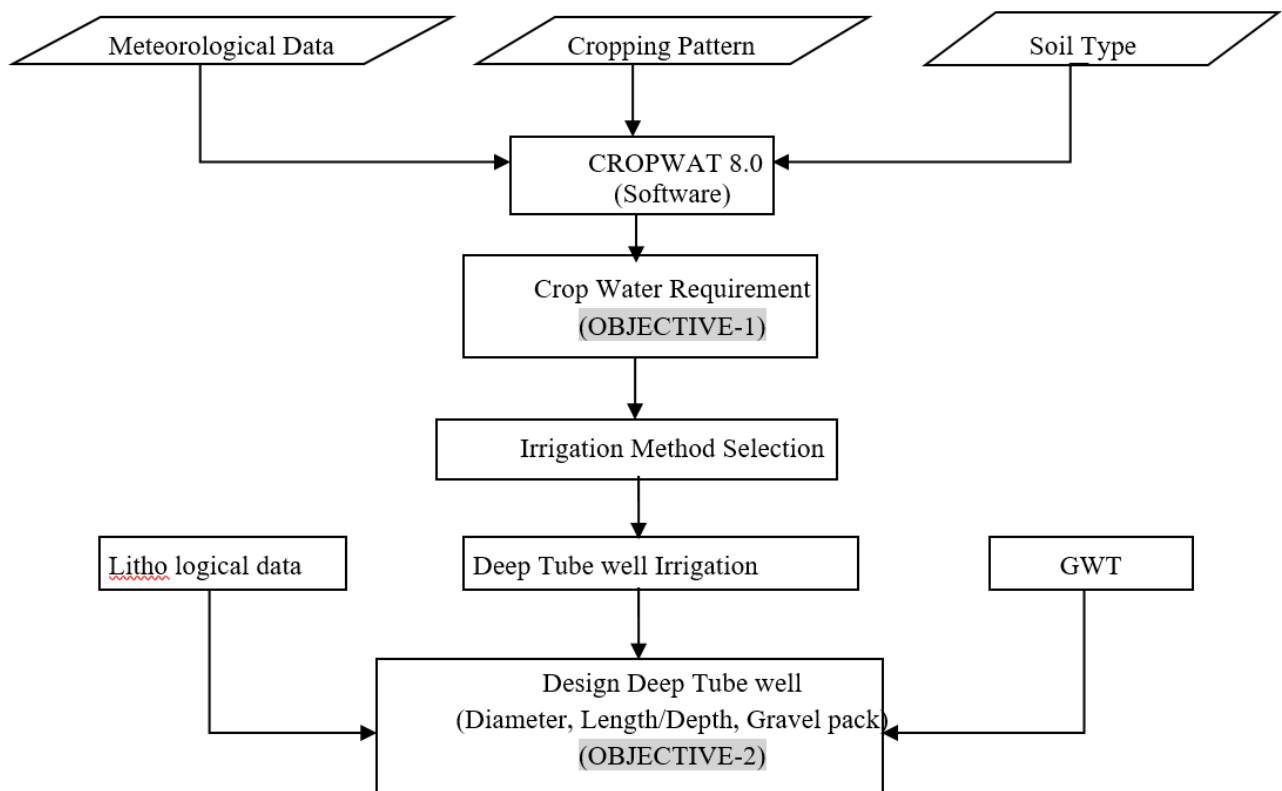 Meteorological Data
Cropping Pattern
Soil Type
CROPWAT 8.0
(Software)
Crop Water Requirement
(OBJECTIVE-1)
Irrigation Method Selection
Litho logical data
Deep Tube well Irrigation
GWT
Design Deep Tube well
(Diameter, Length/Depth, Gravel pack)
(OBJECTIVE-2)